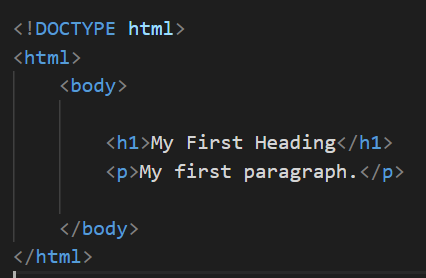 <!DOCTYPE html>
<html>
<body>
<h1>My First Heading</h1>
<p>My first paragraph.</p>
</body>
</html>